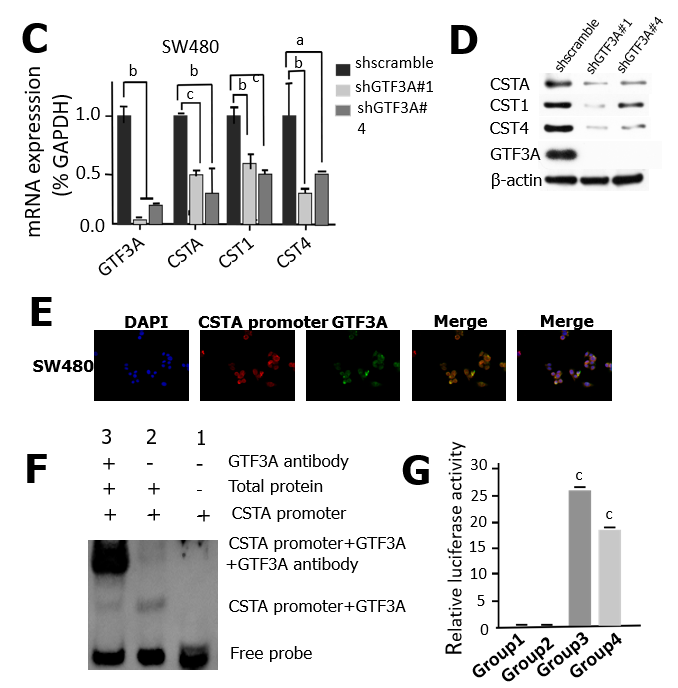 C
SW480
mRNA expresssion
(% GAPDH)
1.0
0.5
0.0
b
b
c
b
c
a
b
GTF3A
CSTA
CST1
CST4
shscramble
shGTF3A#1
shGTF3A#
4
D
shscramble
shGTF3A#1
shGTF3A#4
CSTA
CST1
CST4
GTF3A
β-actin
E
DAPI
CSTA promoter
GTF3A
Merge
Merge
SW480
F
3 2 1
+ - - GTF3A antibody
+ + - Total protein
+ + + CSTA promoter
CSTA promoter+GTF3A
+GTF3A antibody
CSTA promoter+GTF3A
Free probe
G
Relative luciferase activity
30
25
20
15
10
5
0
c
c
Group1
Group2
Group3
Group4